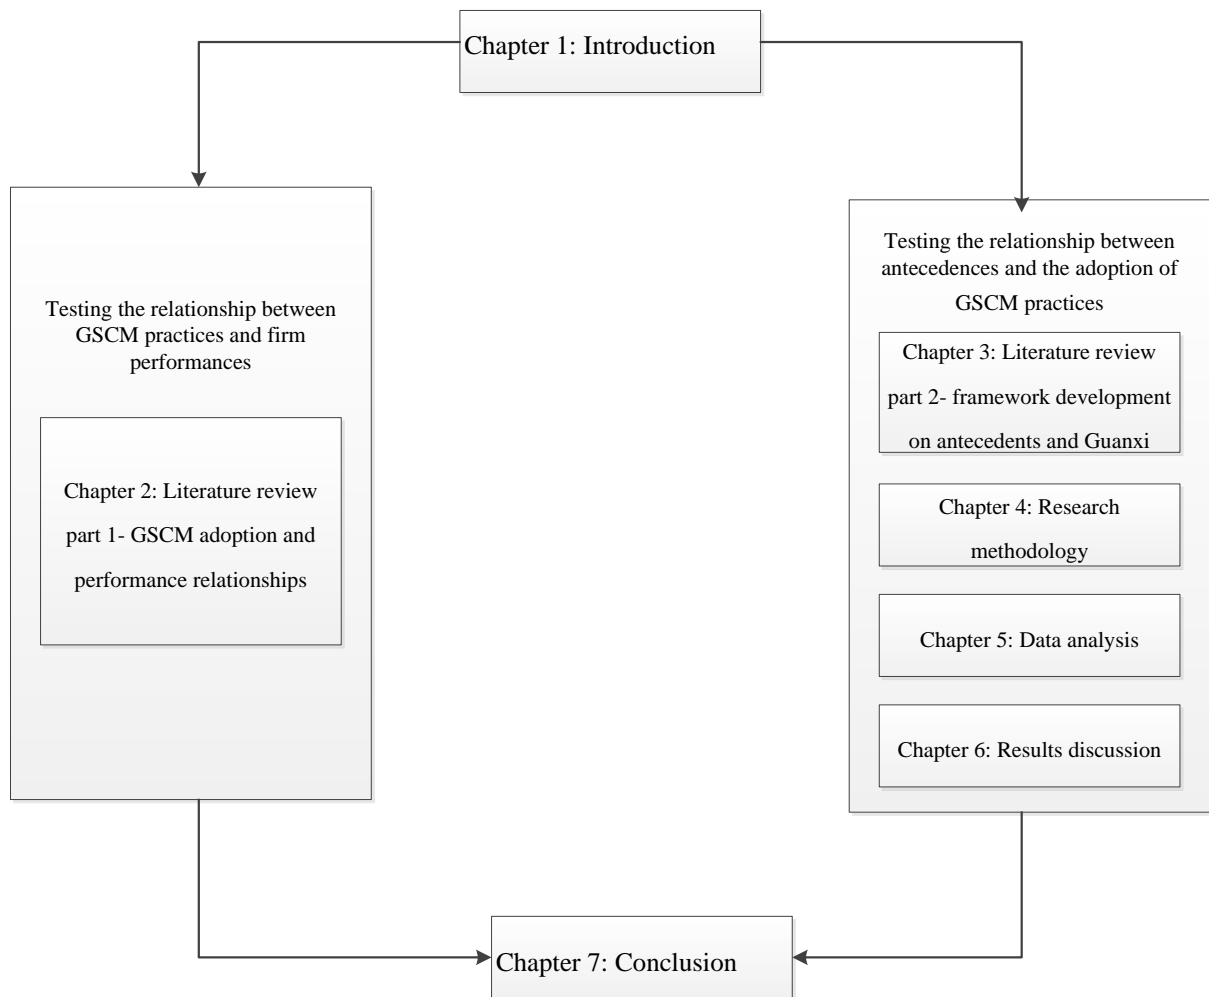 Chapter 1: Introduction
Testing the relationship between
GSCM practices and firm
performances
Chapter 2: Literature review
part 1- GSCM adoption and
performance relationships
Testing the relationship between
antecedences and the adoption of
GSCM practices
Chapter 3: Literature review
part 2- framework development
on antecedents and Guanxi
Chapter 4: Research
methodology
Chapter 5: Data analysis
Chapter 6: Results discussion
Chapter 7: Conclusion